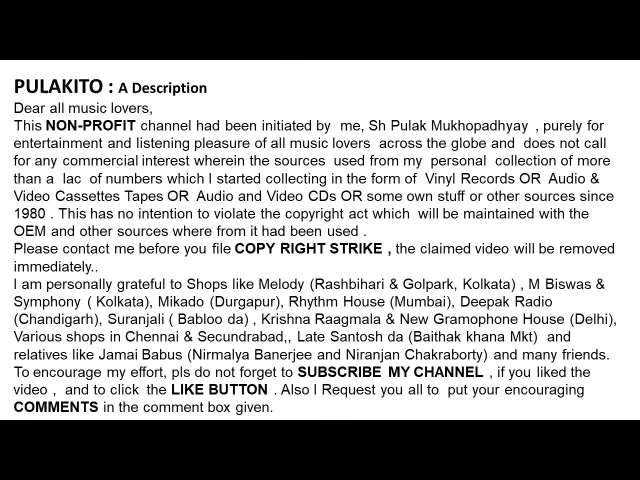 PULAKITO : A Description
Dear all music lovers,
This NON-PROFIT channel had been initiated by me, Sh Pulak Mukhopadhyay , purely for
entertainment and listening pleasure of all music lovers across the globe and does not call
for any commercial interest wherein the sources used from my personal collection of more
than a lac of numbers which I started collecting in the form of Vinyl Records OR Audio &
Video Cassettes Tapes OR Audio and Video CDs OR some own stuff or other sources since
1980 . This has no intention to violate the copyright act which will be maintained with the
OEM and other sources where from it had been used .
Please contact me before you file COPY RIGHT STRIKE , the claimed video will be removed
immediately..
I am personally grateful to Shops like Melody (Rashbihari & Golpark, Kolkata) , M Biswas &
Symphony ( Kolkata), Mikado (Durgapur), Rhythm House (Mumbai), Deepak Radio
(Chandigarh), Suranjali ( Babloo da) , Krishna Raagmala & New Gramophone House (Delhi),
Various shops in Chennai & Secundrabad,, Late Santosh da (Baithak khana Mkt) and
relatives like Jamai Babus (Nirmalya Banerjee and Niranjan Chakraborty) and many friends.
To encourage my effort, pls do not forget to SUBSCRIBE MY CHANNEL , if you liked the
video , and to click the LIKE BUTTON . Also I Request you all to put your encouraging
COMMENTS in the comment box given.